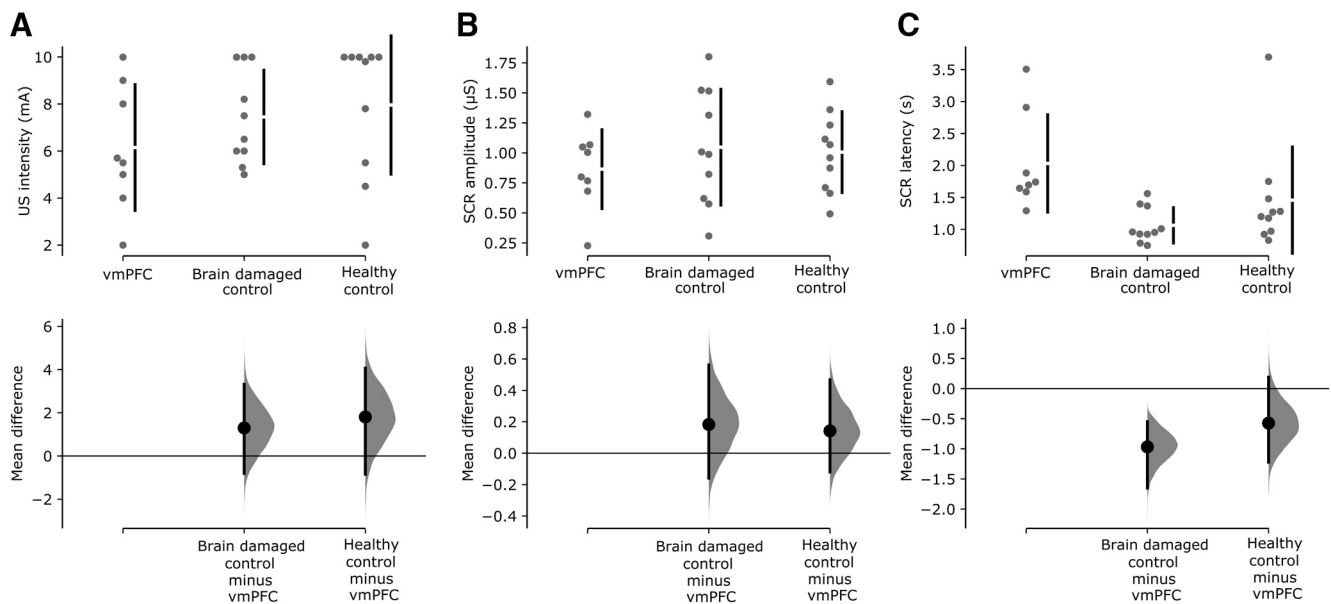 A
US intensity (mA)
10
8
6
4
2
vmPFC
Brain damaged
control
Healthy
control
Mean difference
6
4
2
0
−2
Brain damaged
control
minus
vmPFC
Healthy
control
minus
vmPFC
B
SCR amplitude (µS)
1.75
1.50
1.25
1.00
0.75
0.50
0.25
vmPFC
Brain damaged
control
Healthy
control
Mean difference
0.8
0.6
0.4
0.2
0.0
−0.2
−0.4
Brain damaged
control
minus
vmPFC
Healthy
control
minus
vmPFC
C
SCR latency (s)
3.5
3.0
2.5
2.0
1.5
1.0
vmPFC
Brain damaged
control
Healthy
control
Mean difference
1.0
0.5
0.0
−0.5
−1.0
−1.5
−2.0
Brain damaged
control
minus
vmPFC
Healthy
control
minus
vmPFC